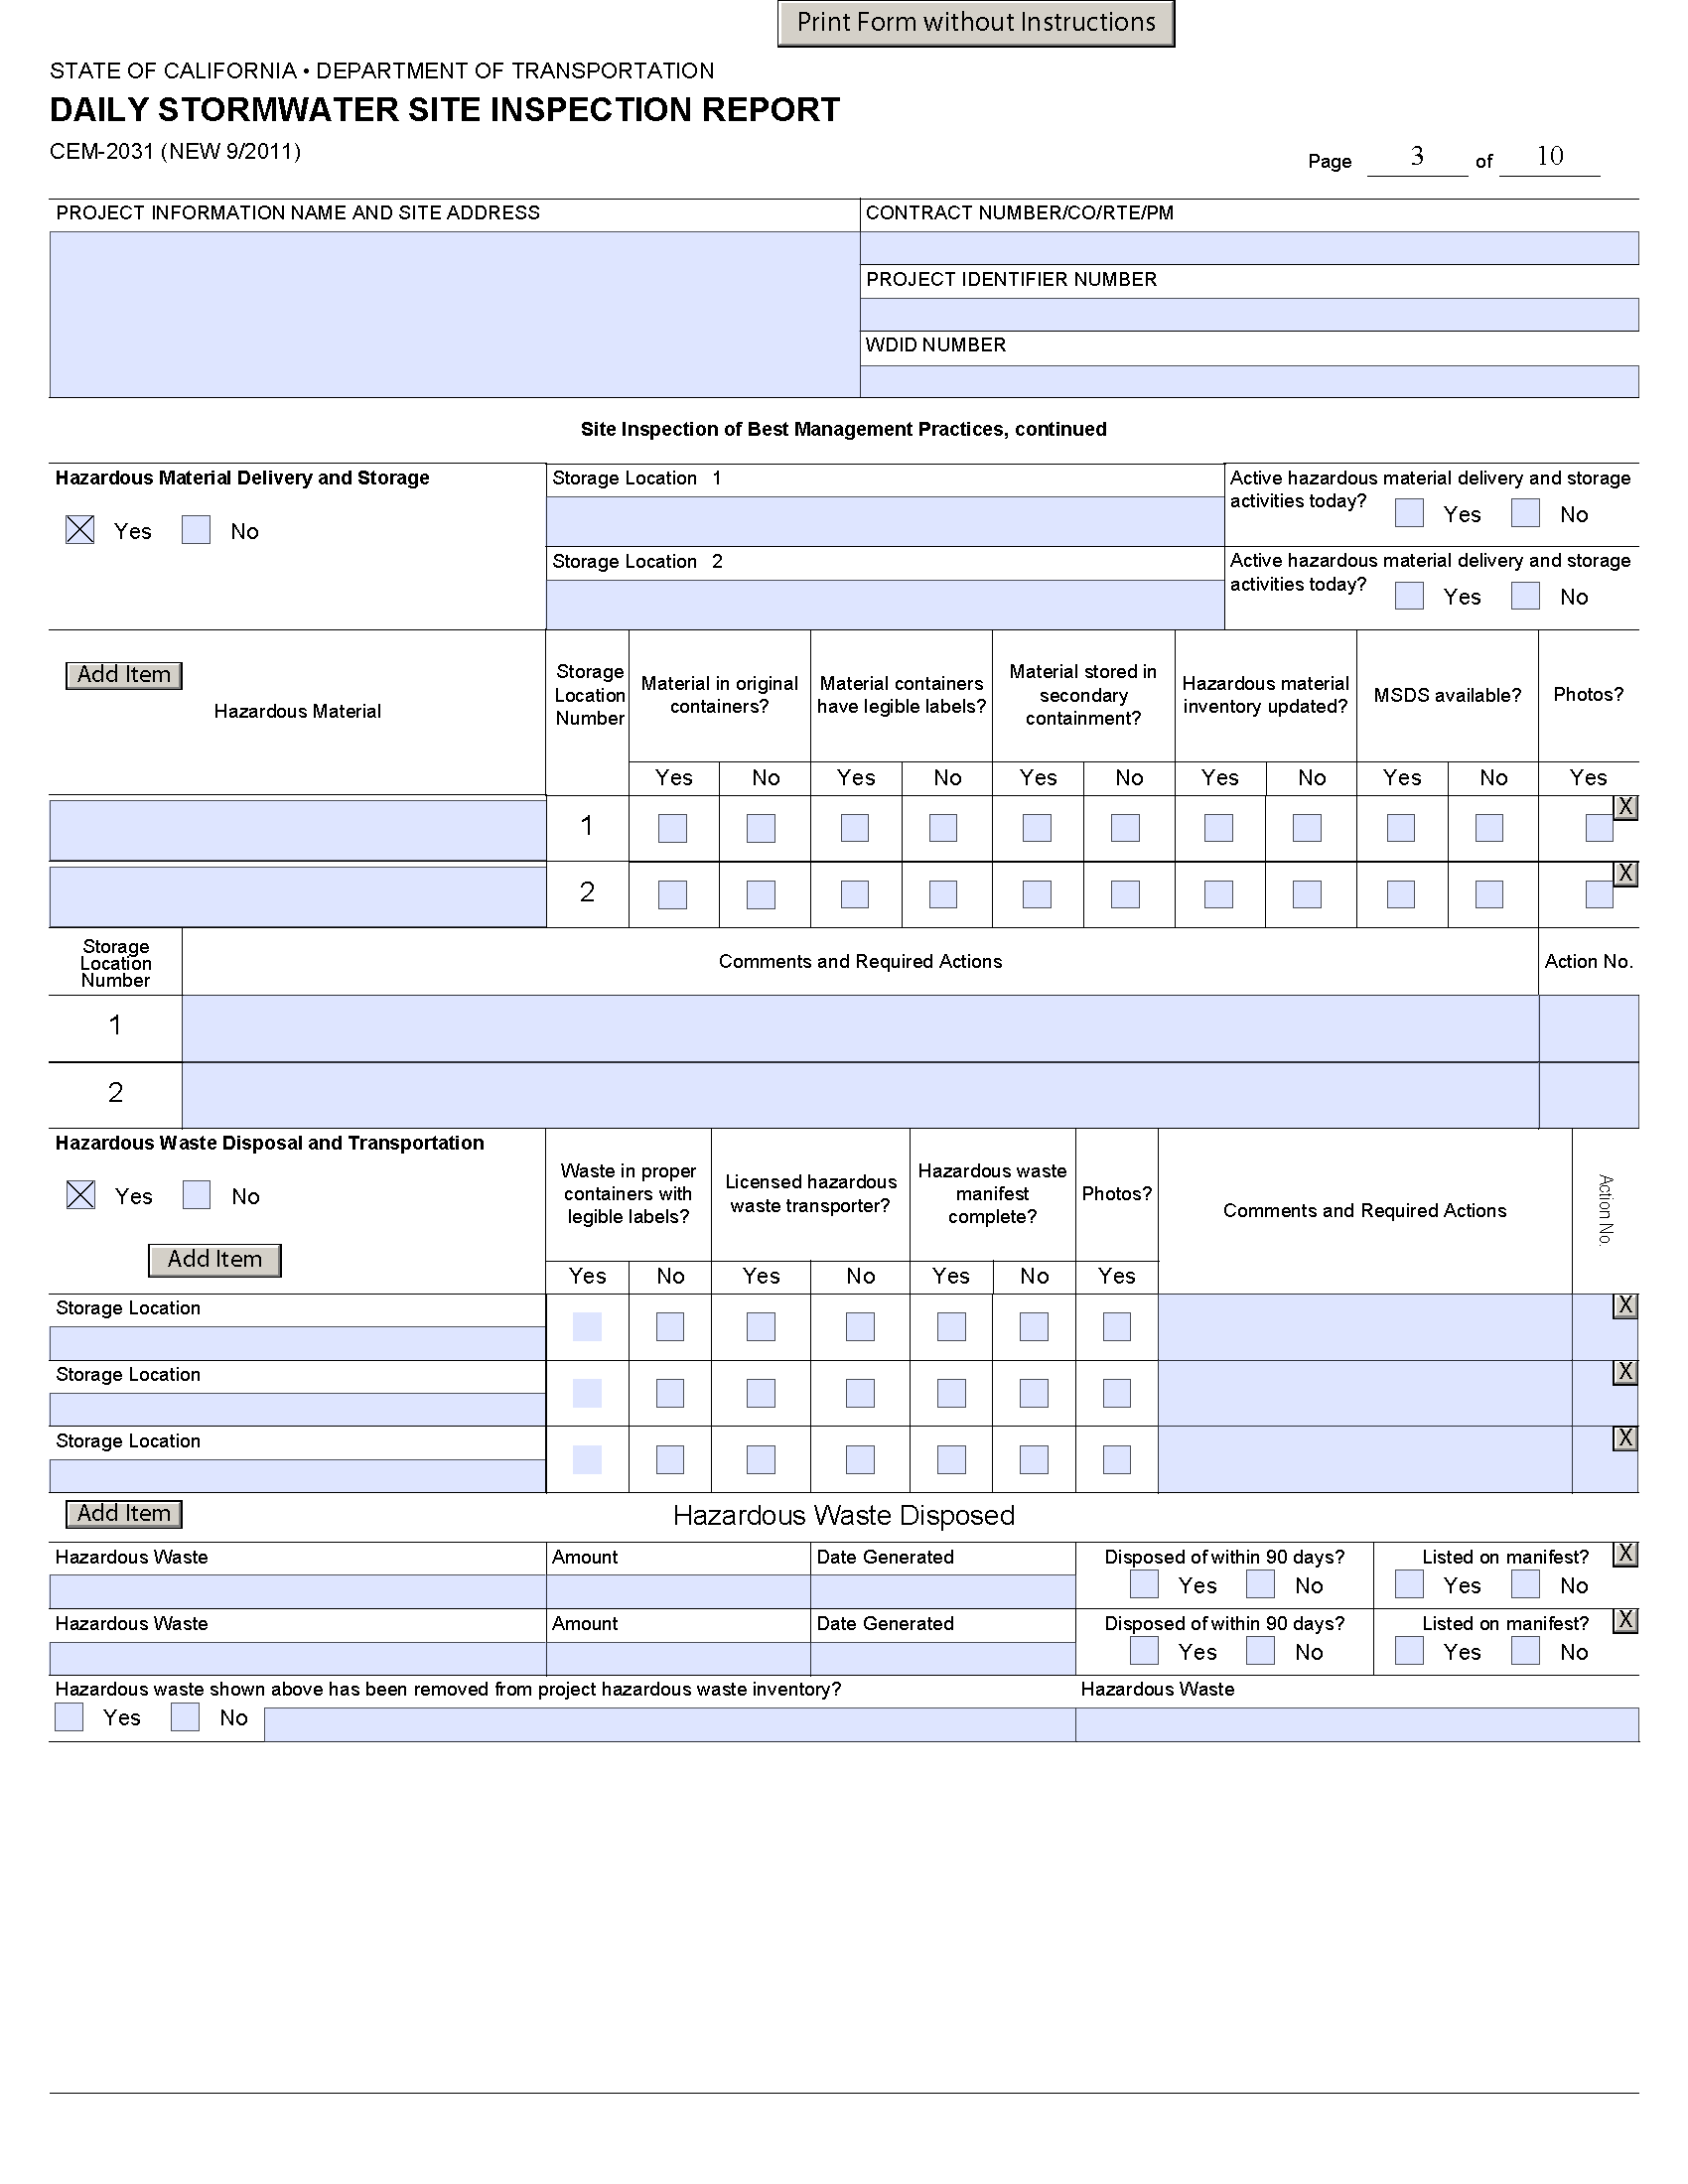 Print Form without Instructions
STATE OF CALIFORNIA • DEPARTMENT OF TRANSPORTATION
DAILY STORMWATER SITE INSPECTION REPORT
CEM-2031 (NEW 9/2011)
Page 3 of 10
PROJECT INFORMATION NAME AND SITE ADDRESS
CONTRACT NUMBER/CO/RTE/PM
PROJECT IDENTIFIER NUMBER
WDID NUMBER
Site Inspection of Best Management Practices, continued
Hazardous Material Delivery and Storage
Yes No
Storage Location 1
Active hazardous material delivery and storage
activities today? Yes No
Storage Location 2
Active hazardous material delivery and storage
activities today? Yes No
Add Item
Hazardous Material
Storage
Location
Number
Material in original
containers?
Material containers
have legible labels?
Material stored in
secondary
containment?
Hazardous material
inventory updated?
MSDS available?
Photos?
Yes No Yes No Yes No Yes No Yes No Yes
1 X
2 X
Storage
Location
Number
Comments and Required Actions
Action No.
1
2
Hazardous Waste Disposal and Transportation
Yes No
Add Item
Waste in proper
containers with
legible labels?
Licensed hazardous
waste transporter?
Hazardous waste
manifest
complete?
Photos?
Comments and Required Actions
Action No.
Yes No Yes No Yes No Yes
Storage Location X
Storage Location X
Storage Location X
Add Item
Hazardous Waste Disposed
Hazardous Waste Amount Date Generated Disposed of within 90 days? Listed on manifest? X
Yes No Yes No
Hazardous Waste Amount Date Generated Disposed of within 90 days? Listed on manifest? X
Yes No Yes No
Hazardous waste shown above has been removed from project hazardous waste inventory? Hazardous Waste
Yes No